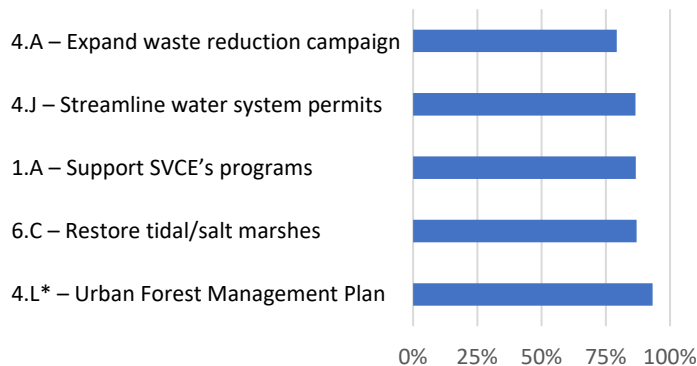 4.A – Expand waste reduction campaign
4.J – Streamline water system permits
1.A – Support SVCE’s programs
6.C – Restore tidal/salt marshes
4.L* – Urban Forest Management Plan
0% 25% 50% 75% 100%